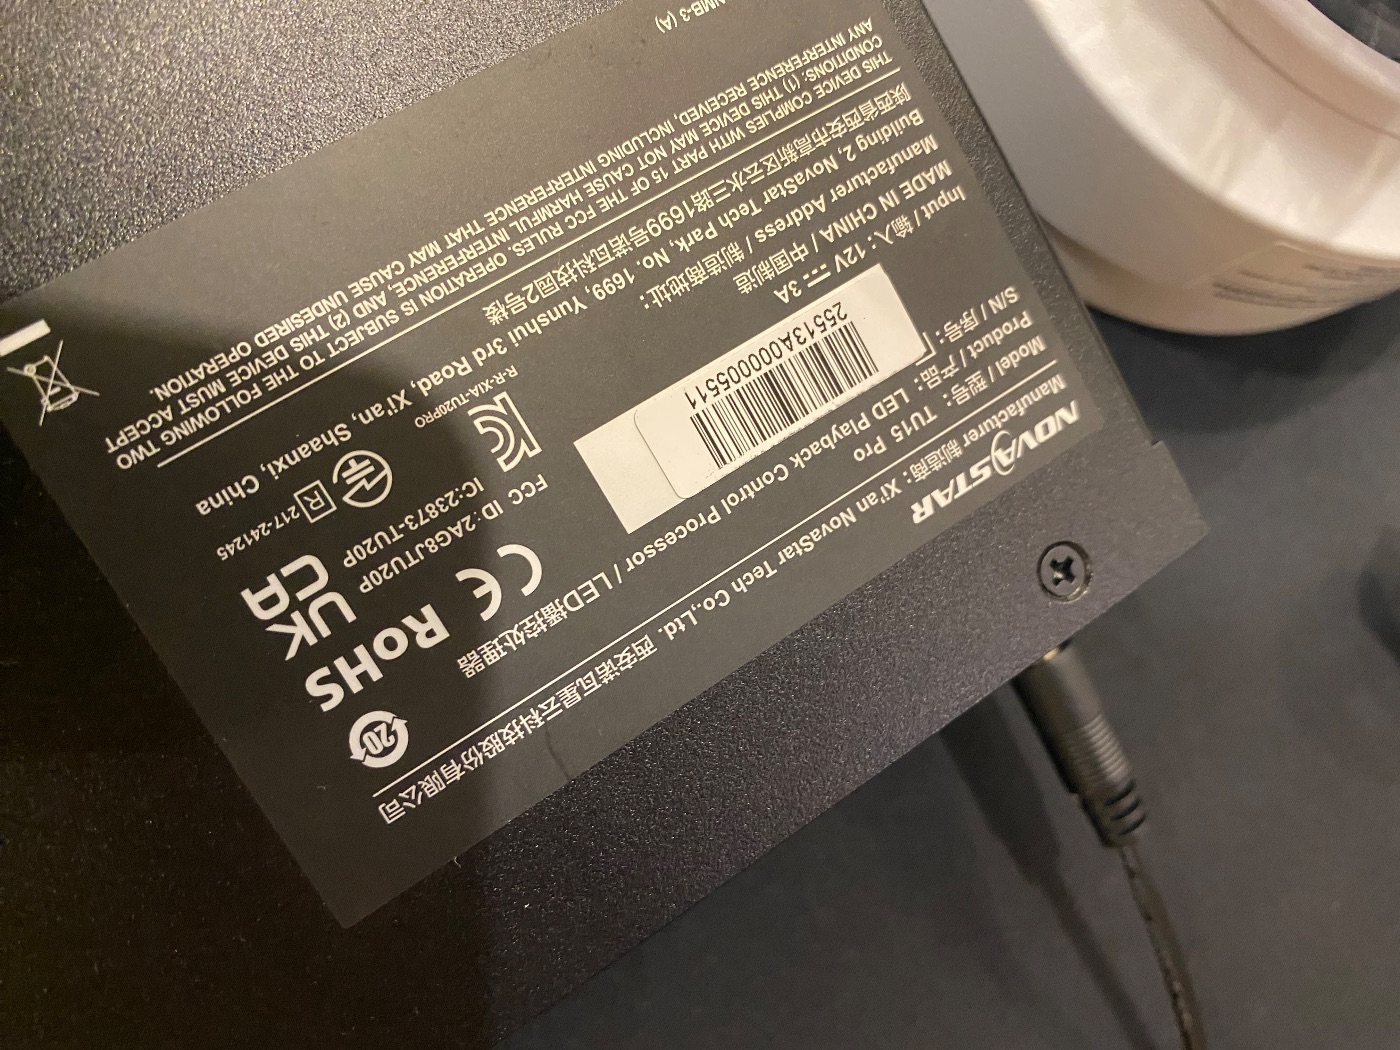 NOVASTAR
Manufacturer 制造商: Xi'an NovaStar Tech Co.,Ltd. 西安诺瓦星云科技股份有限公司
Model / 型号: TU15 Pro
Product / 产品: LED Playback Control Processor / LED播控处理器
S/N / 序号:
25513A0000005511
Input / 输入: 12V 3A
MADE IN CHINA / 中国制造
Manufacturer Address / 制造商地址:
Building 2, NovaStar Tech Park, No. 1699, Yunshui 3rd Road, Xi'an, Shaanxi, China
陕西省西安市高新区云水三路1699号诺瓦科技园2号楼
THIS DEVICE COMPLIES WITH PART 15 OF THE FCC RULES. OPERATION IS SUBJECT TO THE FOLLOWING TWO
CONDITIONS: (1) THIS DEVICE MAY NOT CAUSE HARMFUL INTERFERENCE, AND (2) THIS DEVICE MUST ACCEPT
ANY INTERFERENCE RECEIVED, INCLUDING INTERFERENCE THAT MAY CAUSE UNDESIRED OPERATION.
NMB-3 (A)
20
RoHS
CE
UK
CA
FCC ID:2AG8JTU20P
IC:23873-TU20P
R 217-241245
R-R-XIA-TU20PRO